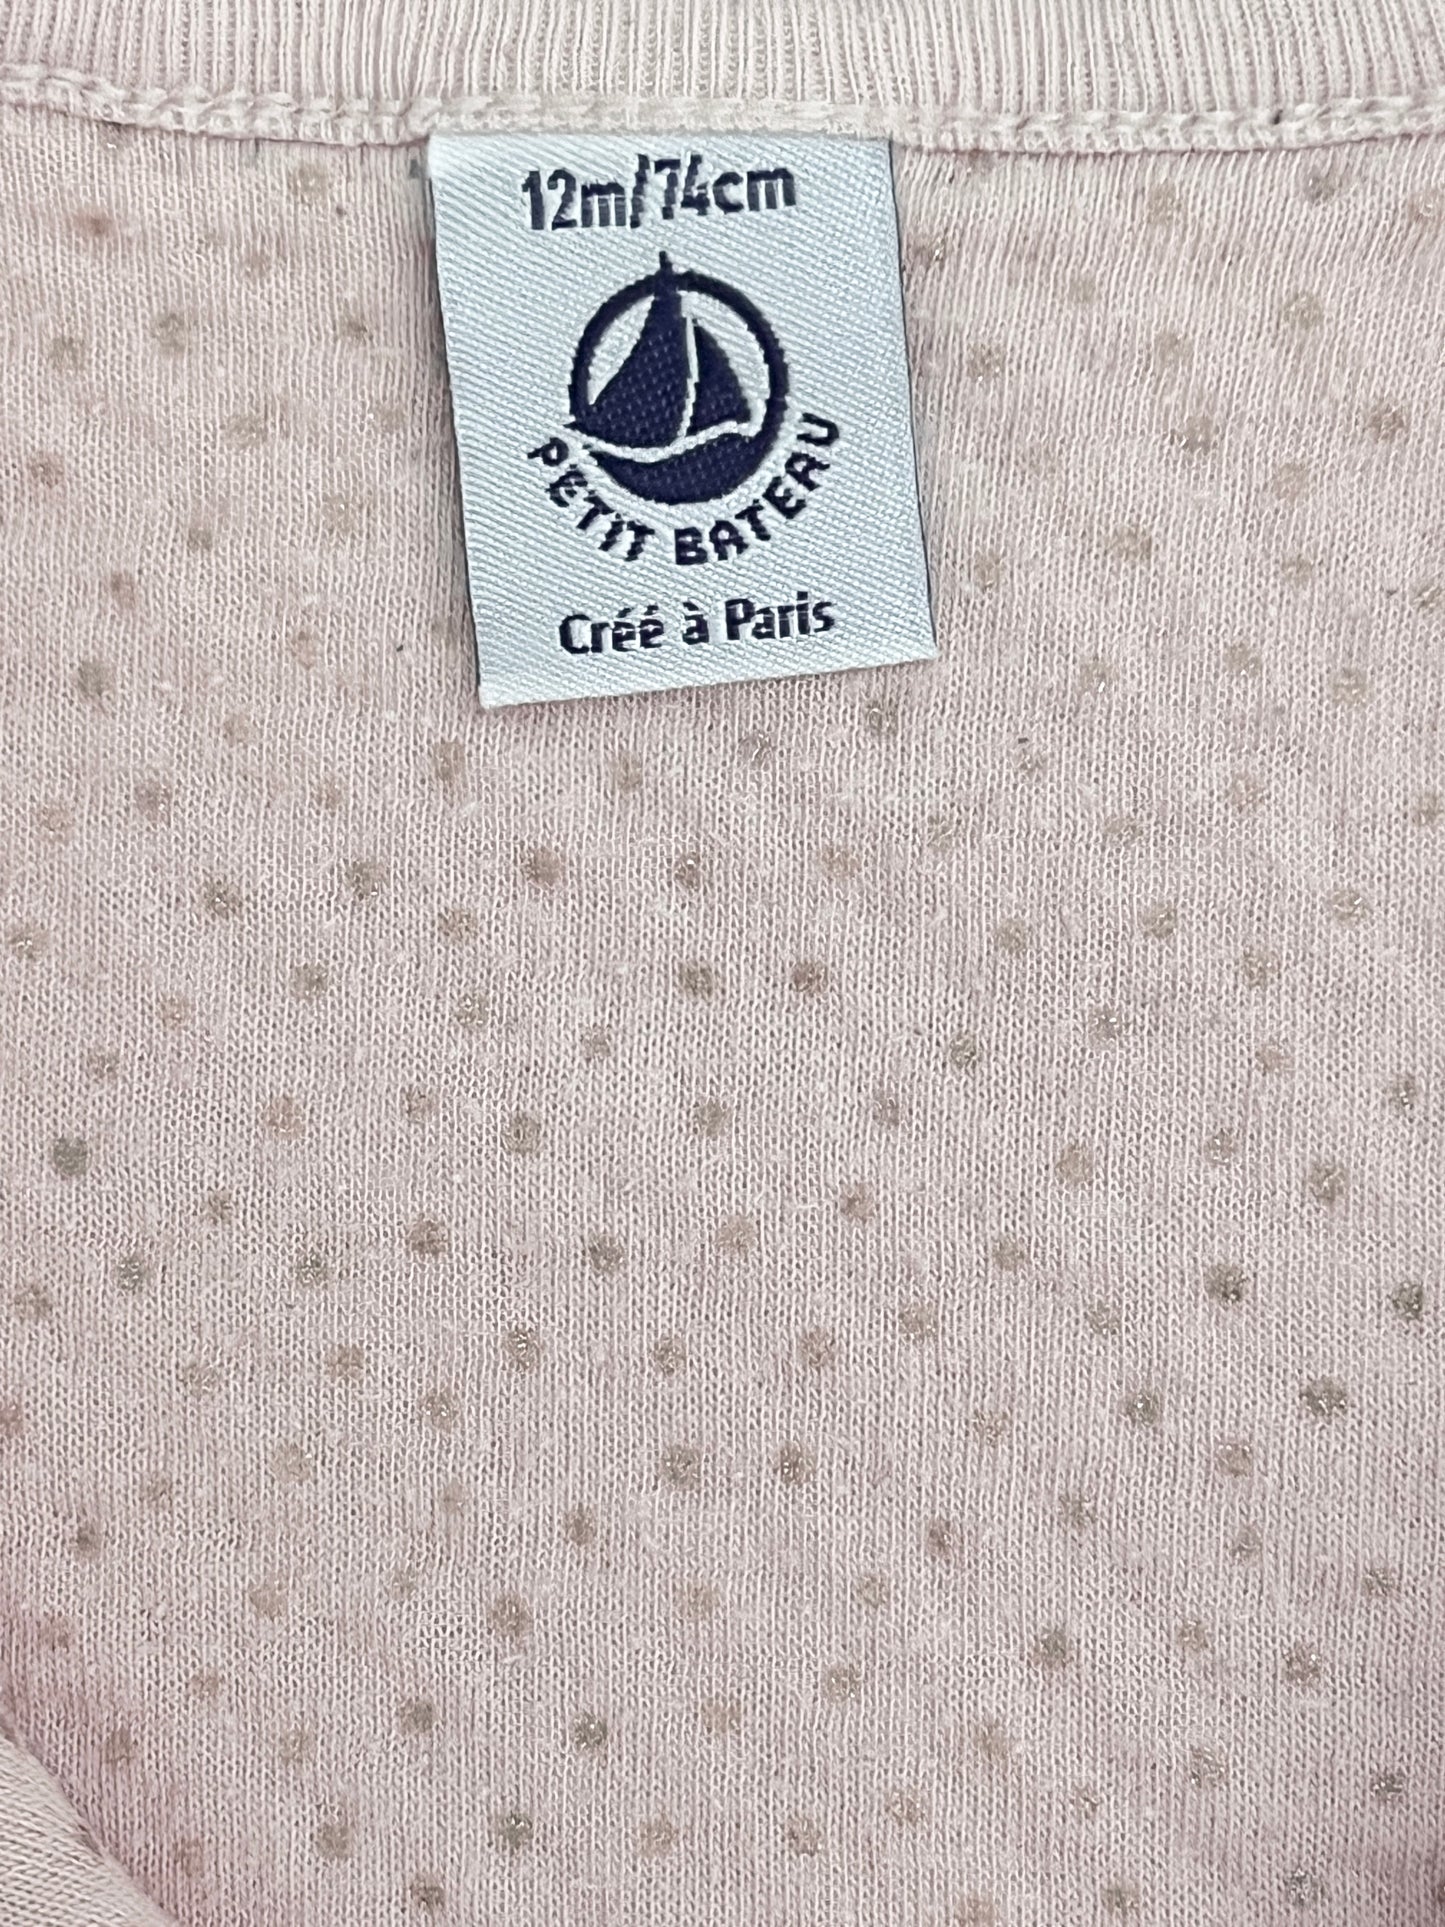 12m/74cm
PETIT BATEAU
Créé à Paris